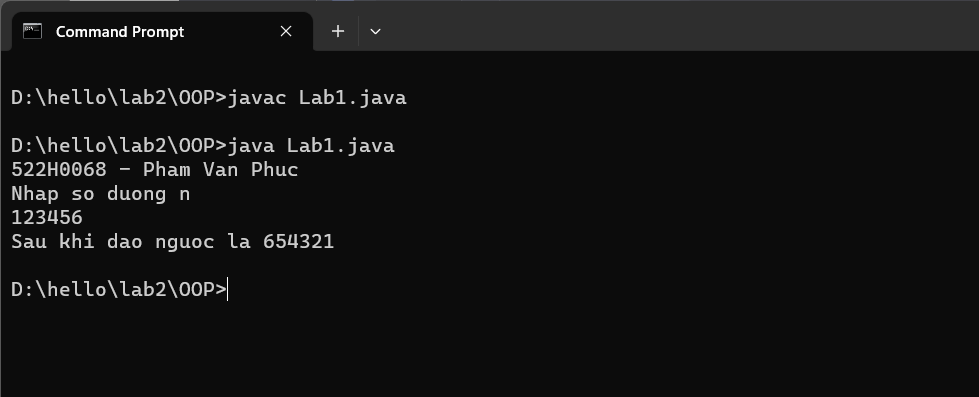 Command Prompt
D:\hello\lab2\OOP>javac Lab1.java
D:\hello\lab2\OOP>java Lab1.java
522H0068 - Pham Van Phuc
Nhap so duong n
123456
Sau khi dao nguoc la 654321
D:\hello\lab2\OOP>